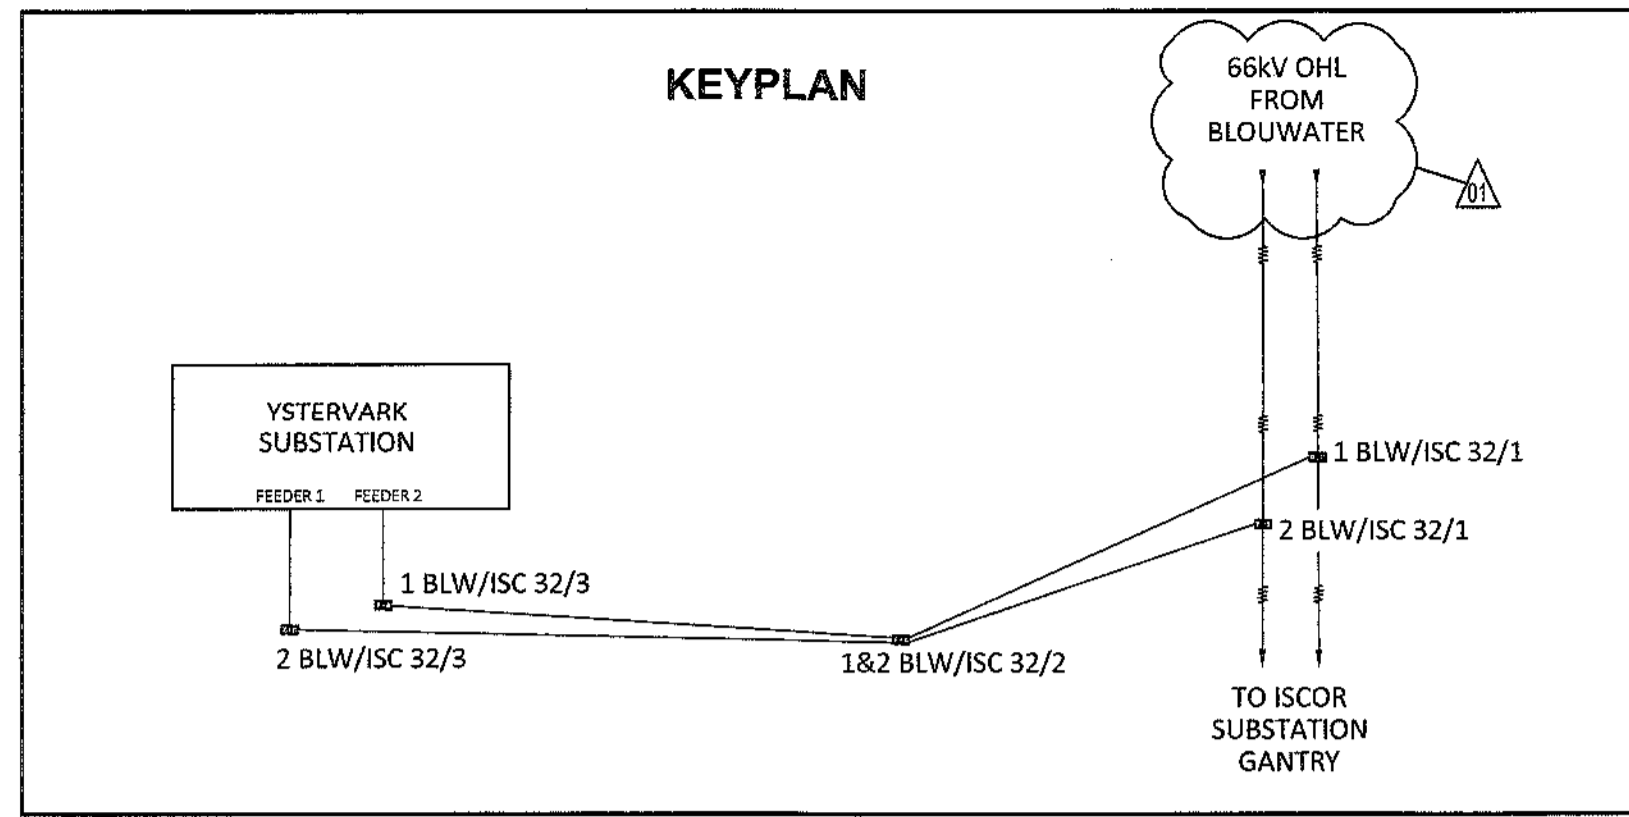 KEYPLAN
66kV OHL
FROM
BLOUWATER
01
YSTERVARK
SUBSTATION
FEEDER 1
FEEDER 2
1 BLW/ISC 32/1
2 BLW/ISC 32/1
1 BLW/ISC 32/3
2 BLW/ISC 32/3
1&2 BLW/ISC 32/2
TO ISCOR
SUBSTATION
GANTRY